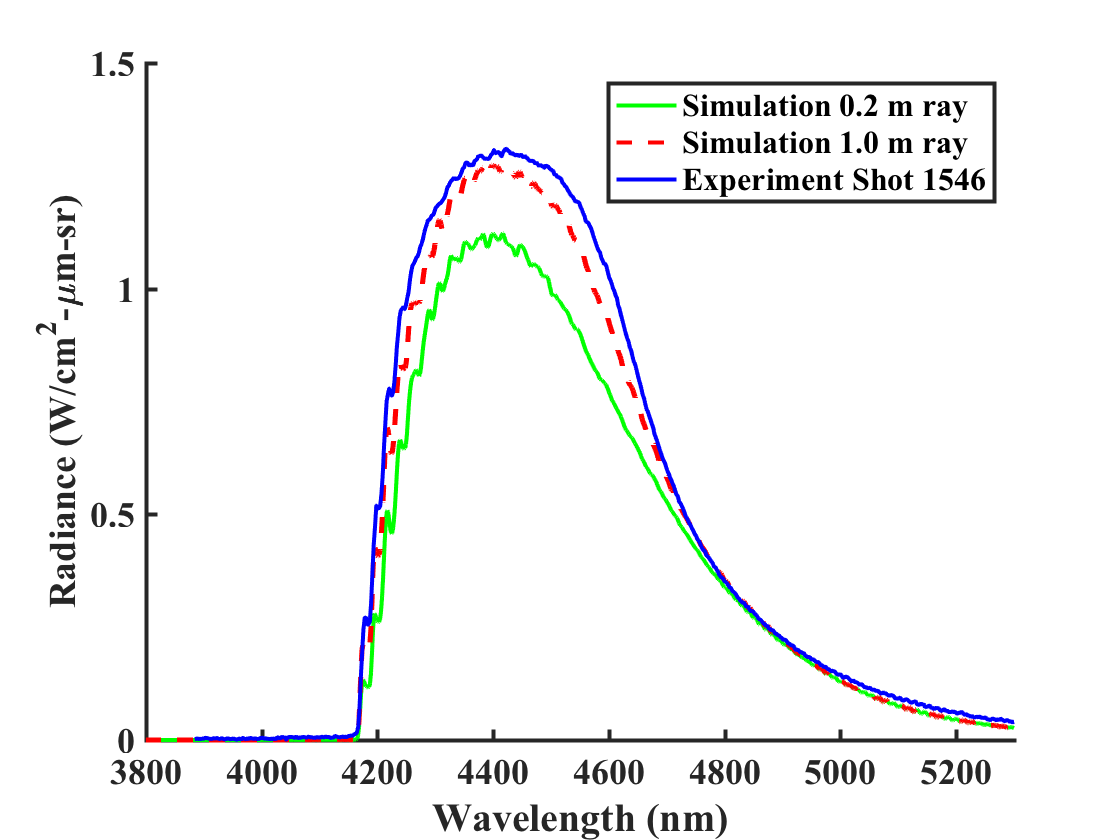 1.5
1
0.5
0
Radiance (W/cm²-μm-sr)
Simulation 0.2 m ray
Simulation 1.0 m ray
Experiment Shot 1546
3800 4000 4200 4400 4600 4800 5000 5200
Wavelength (nm)